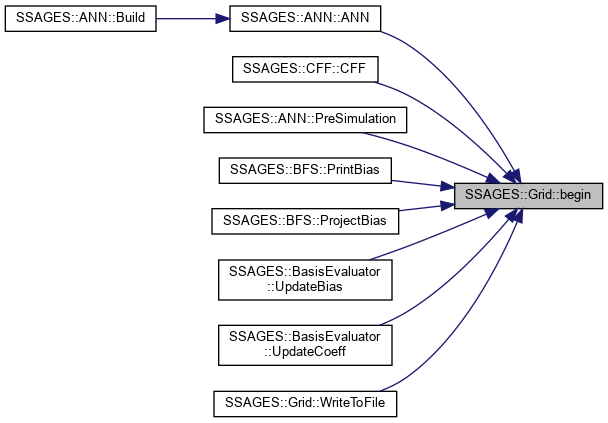 SSAGES::ANN::Build
SSAGES::ANN::ANN
SSAGES::CFF::CFF
SSAGES::ANN::PreSimulation
SSAGES::BFS::PrintBias
SSAGES::Grid::begin
SSAGES::BFS::ProjectBias
SSAGES::BasisEvaluator
::UpdateBias
SSAGES::BasisEvaluator
::UpdateCoeff
SSAGES::Grid::WriteToFile